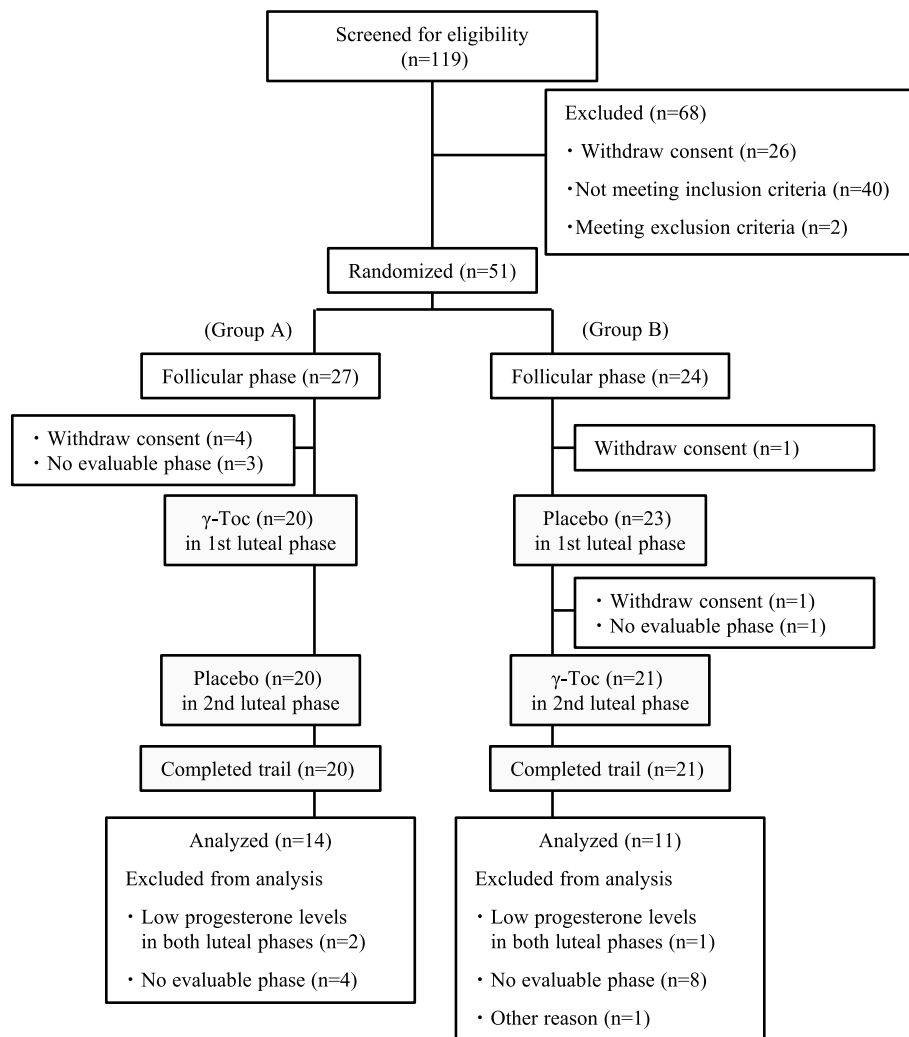 Screened for eligibility
(n=119)
Excluded (n=68)
・ Withdraw consent (n=26)
・Not meeting inclusion criteria (n=40)
・Meeting exclusion criteria (n=2)
Randomized (n=51)
(Group A)
(Group B)
Follicular phase (n=27)
Follicular phase (n=24)
・ Withdraw consent (n=4)
・ No evaluable phase (n=3)
Withdraw consent (n=1)
γ-Toc (n=20)
in 1st luteal phase
Placebo (n=23)
in 1st luteal phase
・ Withdraw consent (n=1)
・ No evaluable phase (n=1)
Placebo (n=20)
in 2nd luteal phase
γ-Toc (n=21)
in 2nd luteal phase
Completed trail (n=20)
Completed trail (n=21)
Analyzed (n=14)
Excluded from analysis
・ Low progesterone levels
in both luteal phases (n=2)
・ No evaluable phase (n=4)
Analyzed (n=11)
Excluded from analysis
・ Low progesterone levels
in both luteal phases (n=1)
・ No evaluable phase (n=8)
・ Other reason (n=1)